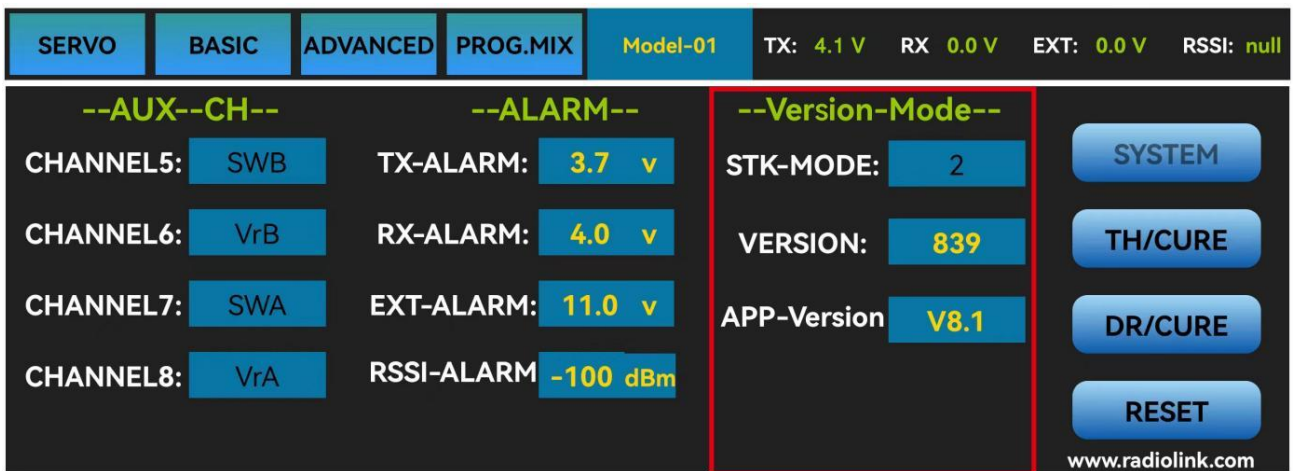 SERVO BASIC ADVANCED PROG.MIX Model-01 TX: 4.1 V RX 0.0 V EXT: 0.0 V RSSI: null
--AUX--CH-- --ALARM-- --Version-Mode--
CHANNEL5: SWB TX-ALARM: 3.7 v STK-MODE: 2 SYSTEM
CHANNEL6: VrB RX-ALARM: 4.0 v VERSION: 839 TH/CURE
CHANNEL7: SWA EXT-ALARM: 11.0 v APP-Version V8.1 DR/CURE
CHANNEL8: VrA RSSI-ALARM -100 dBm RESET
www.radiolink.com